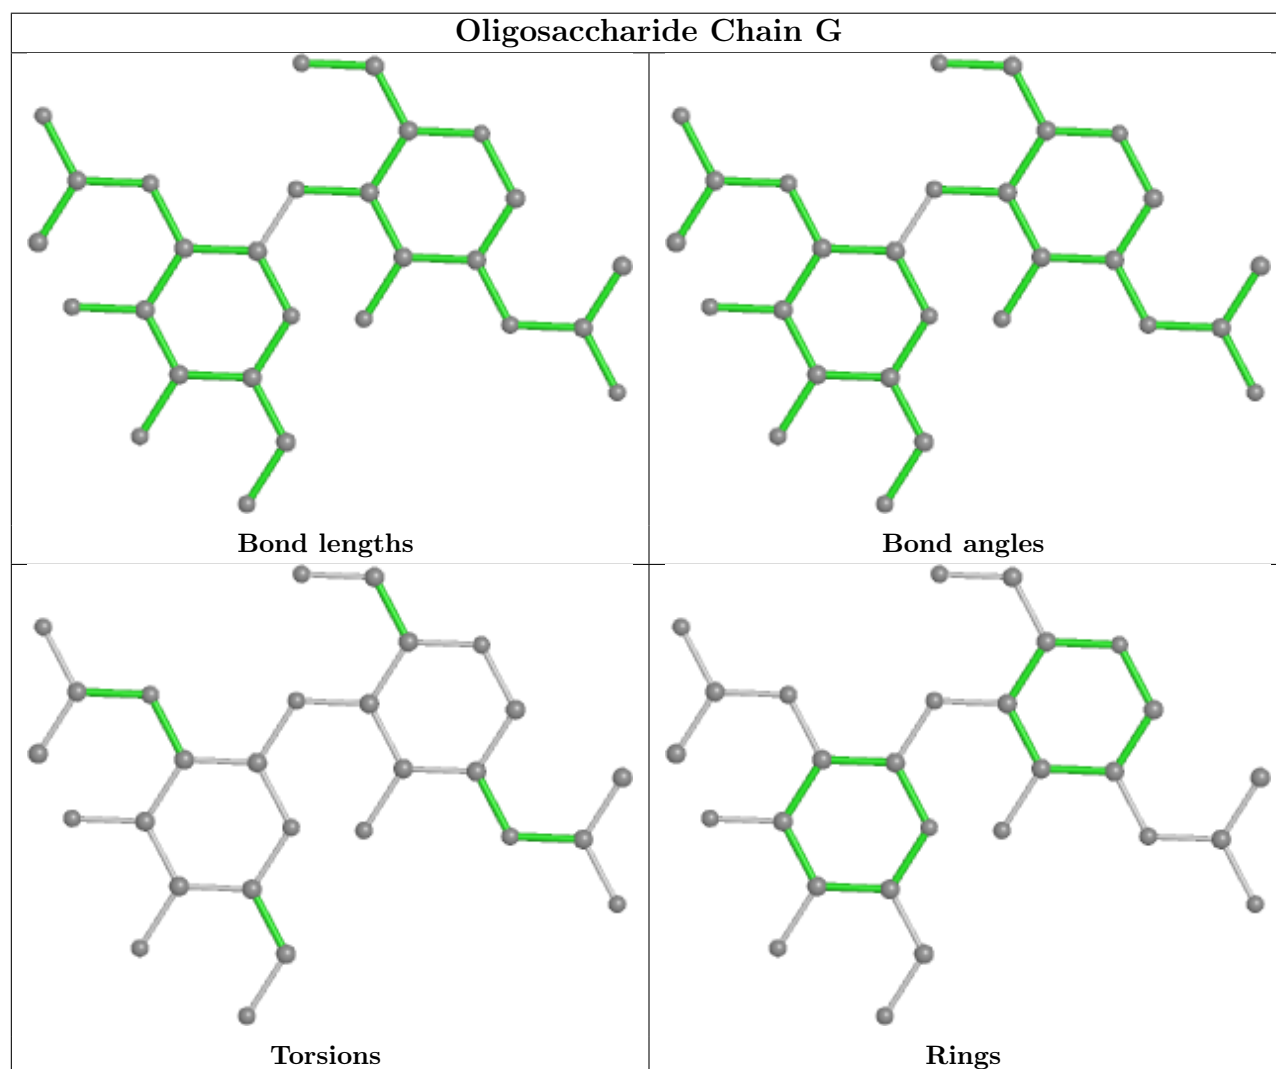 Oligosaccharide Chain G
Bond lengths
Bond angles
Torsions
Rings